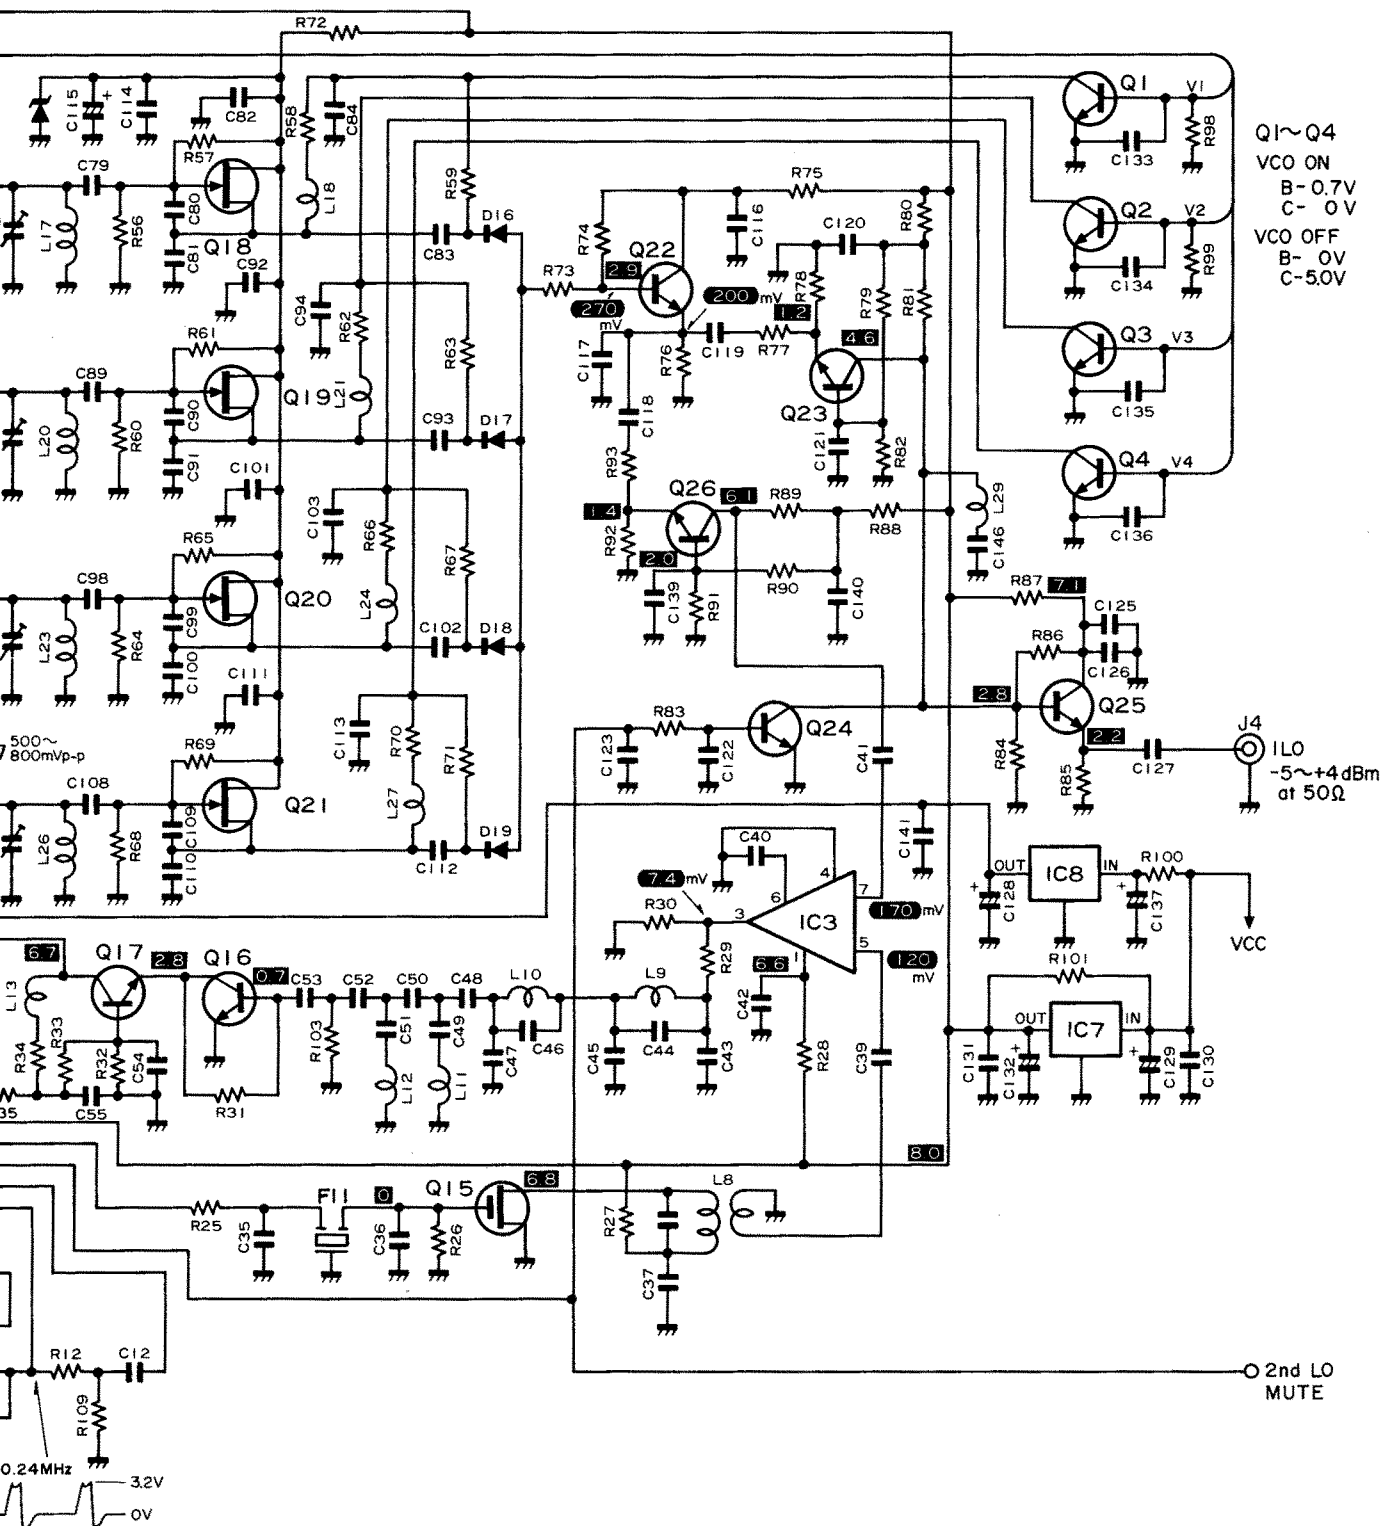 R72
C115
+
C114
C82
R58
C84
Q1
V1
R98
C133
Q1~Q4
VCO ON
B- 0.7V
C- 0V
VCO OFF
B- 0V
C-5.0V
R57
C79
C80
L17
R56
C81
Q18
L18
R59
C83
D16
R75
C116
R74
Q22
2.9
270
mV
200 mV
R73
C120
R80
R78
R79
R81
1.2
4.6
Q2
V2
R99
C134
C92
C94
R62
R61
R63
C117
R76
C119
R77
Q23
Q3
V3
C135
C89
C90
L20
R60
C91
Q19
L21
C93
D17
C118
R93
C121
R82
Q4
V4
C136
C101
C103
R66
R65
R67
Q26
6.1
R89
R88
1.4
R92
2.0
L29
C146
C98
C99
L23
R64
C100
Q20
L24
C102
D18
C139
R91
R90
C140
R87
7.1
C125
R86
C126
C111
C113
R70
R69
R71
R83
Q24
C123
C122
C41
2.8
Q25
2.2
R84
R85
C127
J4
1LO
-5~+4dBm
at 50Ω
500~
800mVp-p
C108
C109
L26
R68
C110
Q21
L27
C112
D19
C141
C40
4
6
7
7.4 mV
3
IC3
170 mV
R30
R29
1
5
120
mV
OUT
IC8
IN
R100
+
C128
+
C137
VCC
6.7
Q17
2.8
Q16
0.7
C53
C52
C50
C48
L10
L9
6.6
C42
R101
L13
R34
R33
R32
C54
C55
35
R31
R103
C51
C49
L12
L11
C47
C46
C45
C44
C43
R28
C39
OUT
IC7
IN
C131
+
C132
+
C129
C130
8.0
R25
C35
F11
0
C36
Q15
R26
6.8
R27
L8
C37
R12
C12
R109
2nd LO
MUTE
0.24MHz
3.2V
0V